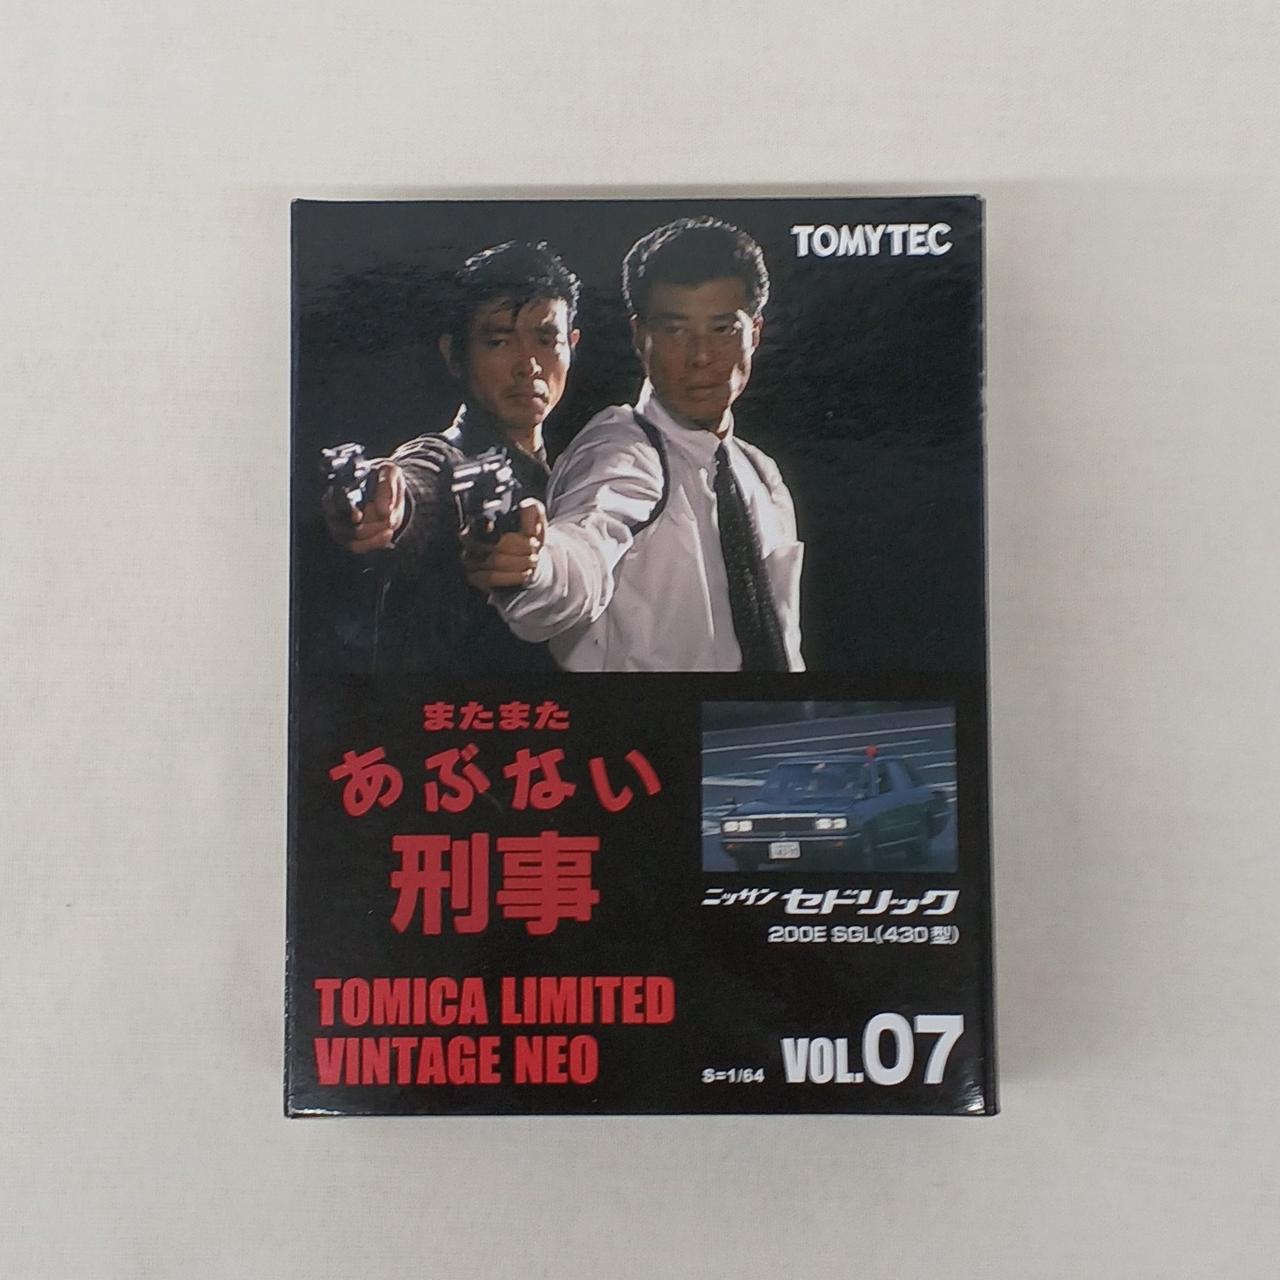 TOMYTEC
またまた
あぶない
刑事
ニッサン セドリック
200E SGL(430型)
TOMICA LIMITED
VINTAGE NEO
S=1/64 VOL.07